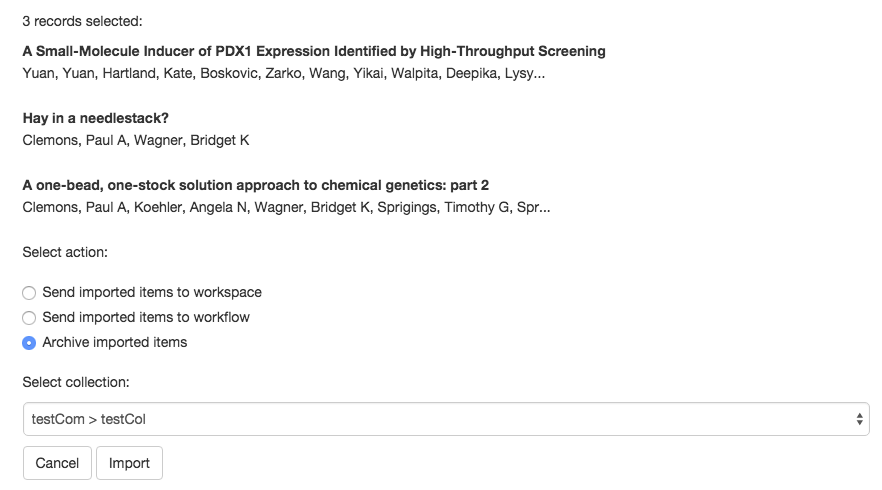 3 records selected:
A Small-Molecule Inducer of PDX1 Expression Identified by High-Throughput Screening
Yuan, Yuan, Hartland, Kate, Boskovic, Zarko, Wang, Yikai, Walpita, Deepika, Lysy...
Hay in a needlestack?
Clemons, Paul A, Wagner, Bridget K
A one-bead, one-stock solution approach to chemical genetics: part 2
Clemons, Paul A, Koehler, Angela N, Wagner, Bridget K, Sprigings, Timothy G, Spr...
Select action:
Send imported items to workspace
Send imported items to workflow
Archive imported items
Select collection:
testCom > testCol
Cancel Import